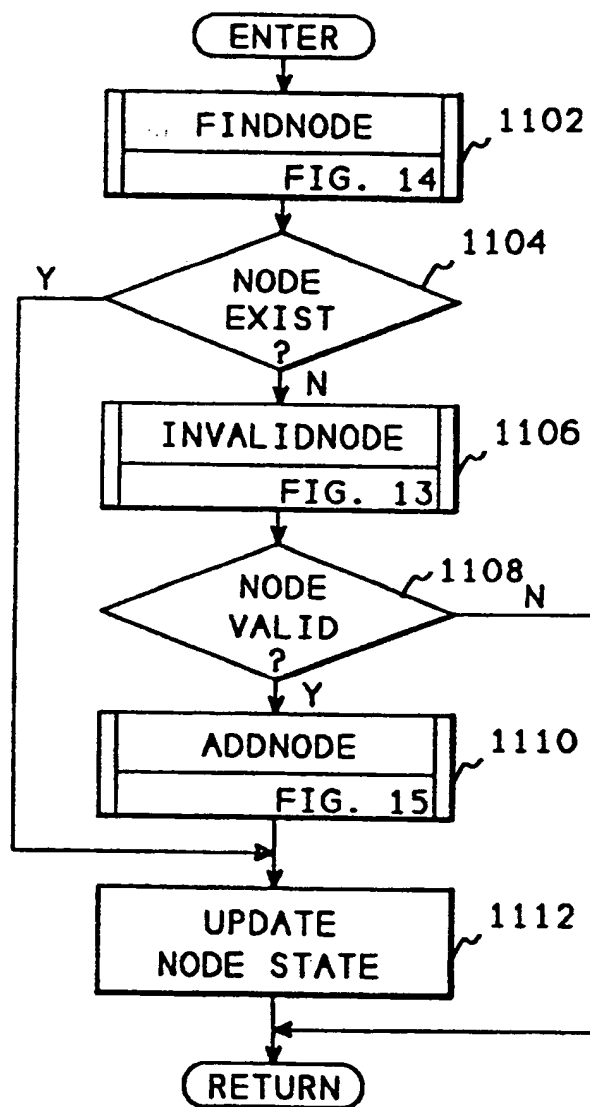 ENTER
FINDNODE
1102
FIG. 14
1104
Y
NODE
EXIST
?
N
INVALIDNODE
1106
FIG. 13
1108
NODE
N
VALID
?
Y
ADDNODE
1110
FIG. 15
UPDATE
1112
NODE STATE
RETURN